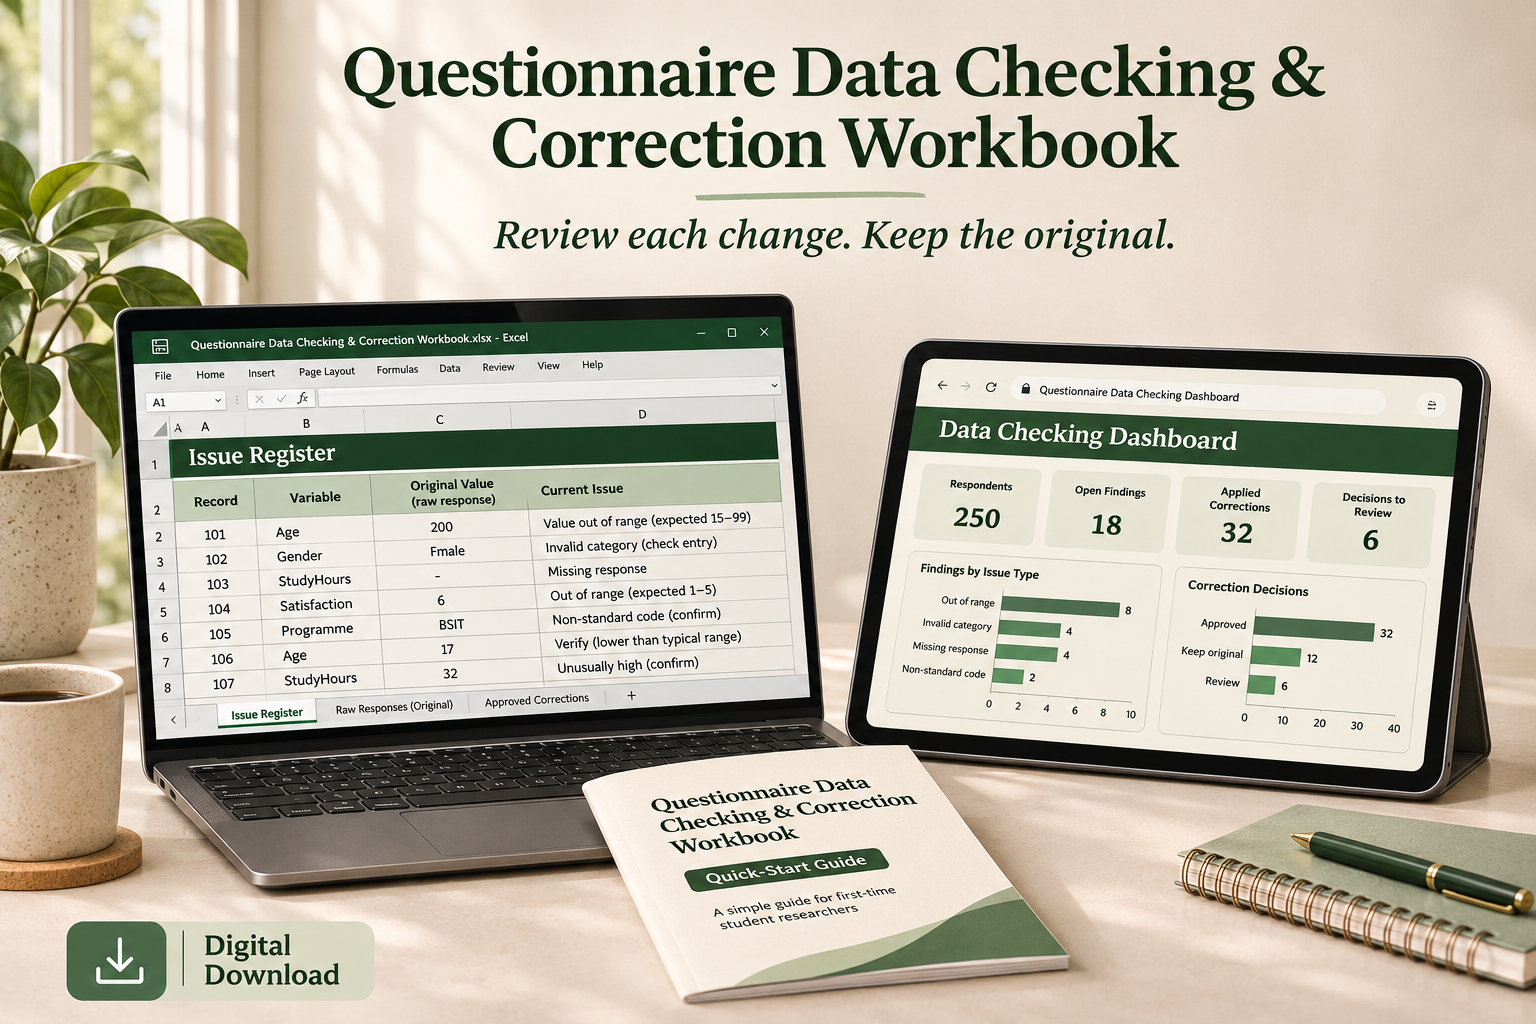 Questionnaire Data Checking &
Correction Workbook
Review each change. Keep the original.
Questionnaire Data Checking & Correction Workbook.xlsx - Excel
File Home Insert Page Layout Formulas Data Review View Help
A1 fx
A A B C D
1 Issue Register
2 Record Variable Original Value (raw response) Current Issue
2 101 Age 200 Value out of range (expected 15–99)
3 102 Gender Fmale Invalid category (check entry)
4 103 StudyHours - Missing response
5 104 Satisfaction 6 Out of range (expected 1–5)
6 105 Programme BSIT Non-standard code (confirm)
7 106 Age 17 Verify (lower than typical range)
8 107 StudyHours 32 Unusually high (confirm)
Issue Register Raw Responses (Original) Approved Corrections +
Questionnaire Data Checking Dashboard
Data Checking Dashboard
Respondents
250
Open Findings
18
Applied
Corrections
32
Decisions to
Review
6
Findings by Issue Type
Out of range 8
Invalid category 4
Missing response 4
Non-standard code 2
0 2 4 6 8 10
Correction Decisions
Approved 32
Keep original 12
Review 6
0 10 20 30 40
Questionnaire Data
Checking & Correction
Workbook
Quick-Start Guide
A simple guide for first-time
student researchers
Digital
Download